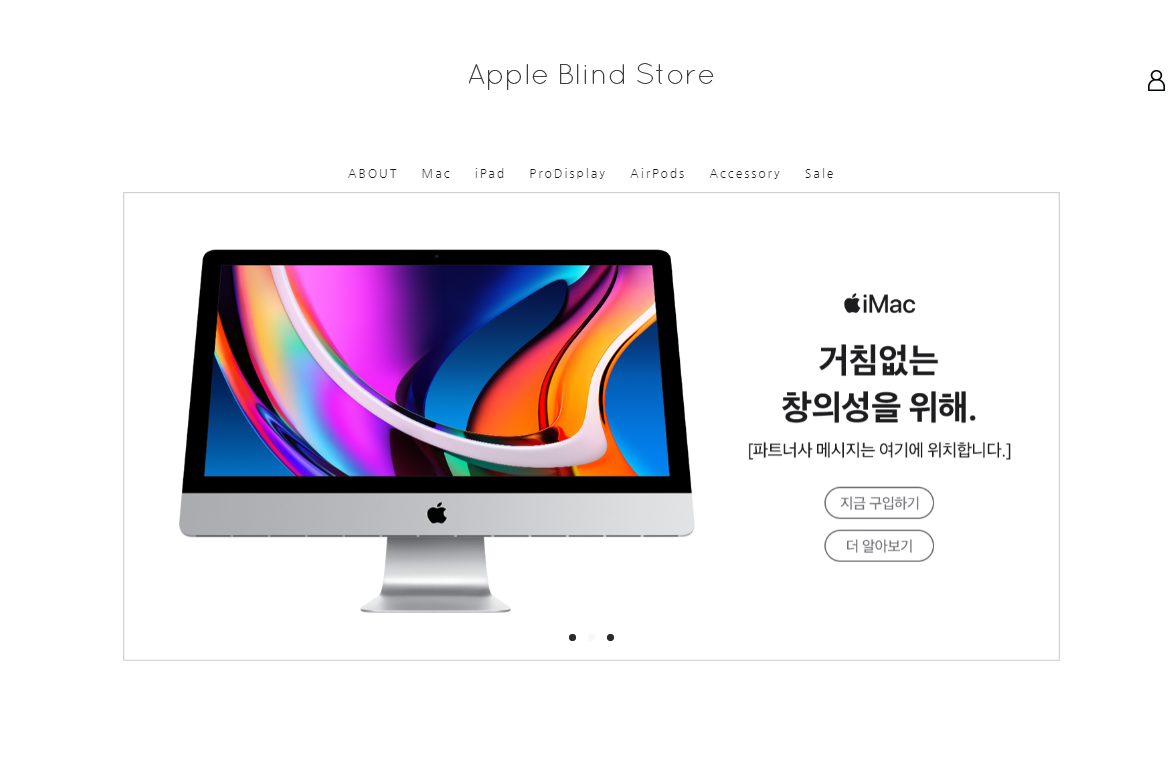 Apple Blind Store
ABOUT Mac iPad ProDisplay AirPods Accessory Sale
iMac
거침없는
창의성을 위해.
[파트너사 메시지는 여기에 위치합니다.]
지금 구입하기
더 알아보기